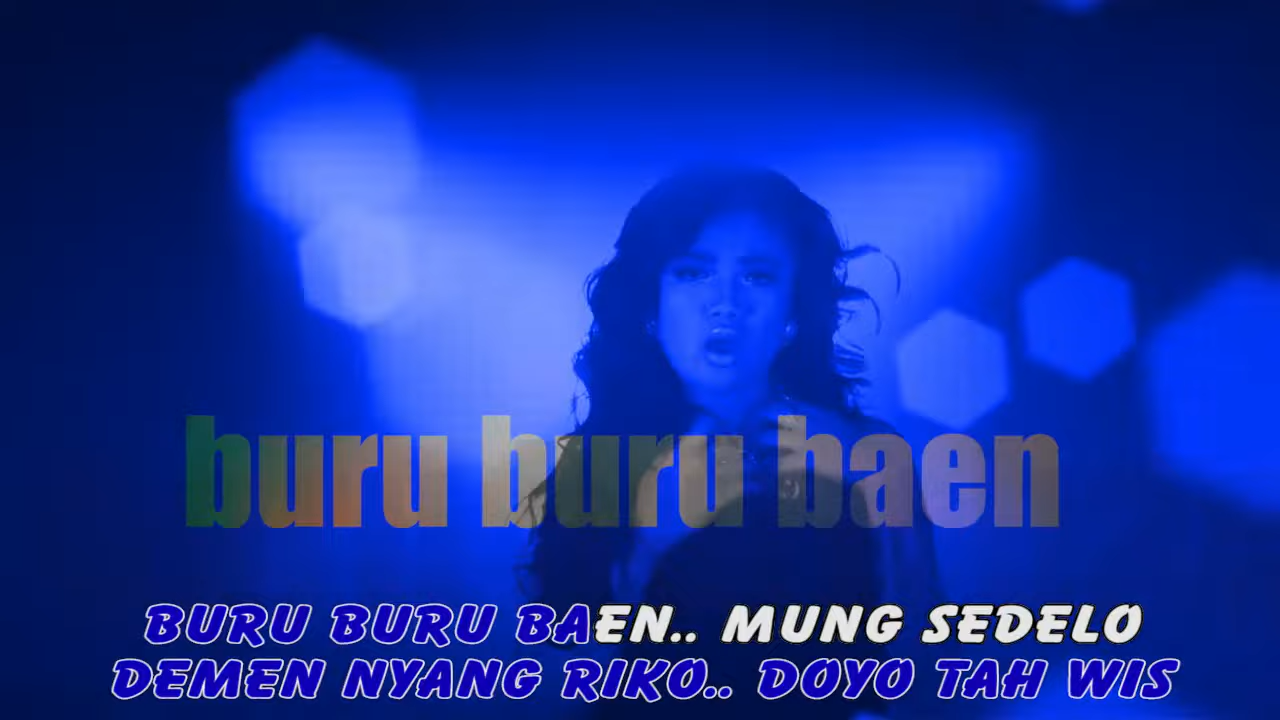 buru buru baen
BURU BURU BAEN.. MUNG SEDELO
DEMEN NYANG RIKO.. DOYO TAH WIS